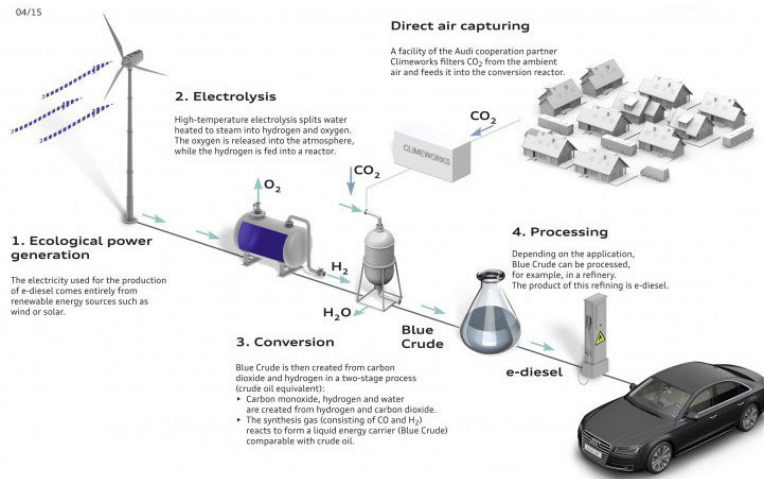 04/15
Direct air capturing
A facility of the Audi cooperation partner
Climeworks filters CO₂ from the ambient
air and feeds it into the conversion reactor.
2. Electrolysis
High-temperature electrolysis splits water
heated to steam into hydrogen and oxygen.
The oxygen is released into the atmosphere,
while the hydrogen is fed into a reactor.
CO₂
CLIMEWORKS
CO₂
O₂
1. Ecological power
generation
The electricity used for the production
of e-diesel comes entirely from
renewable energy sources such as
wind or solar.
H₂
H₂O
4. Processing
Depending on the application,
Blue Crude can be processed,
for example, in a refinery.
The product of this refining is e-diesel.
3. Conversion
Blue Crude is then created from carbon
dioxide and hydrogen in a two-stage process
(crude oil equivalent):
▸ Carbon monoxide, hydrogen and water
are created from hydrogen and carbon dioxide.
▸ The synthesis gas (consisting of CO and H₂)
reacts to form a liquid energy carrier (Blue Crude)
comparable with crude oil.
Blue
Crude
e-diesel